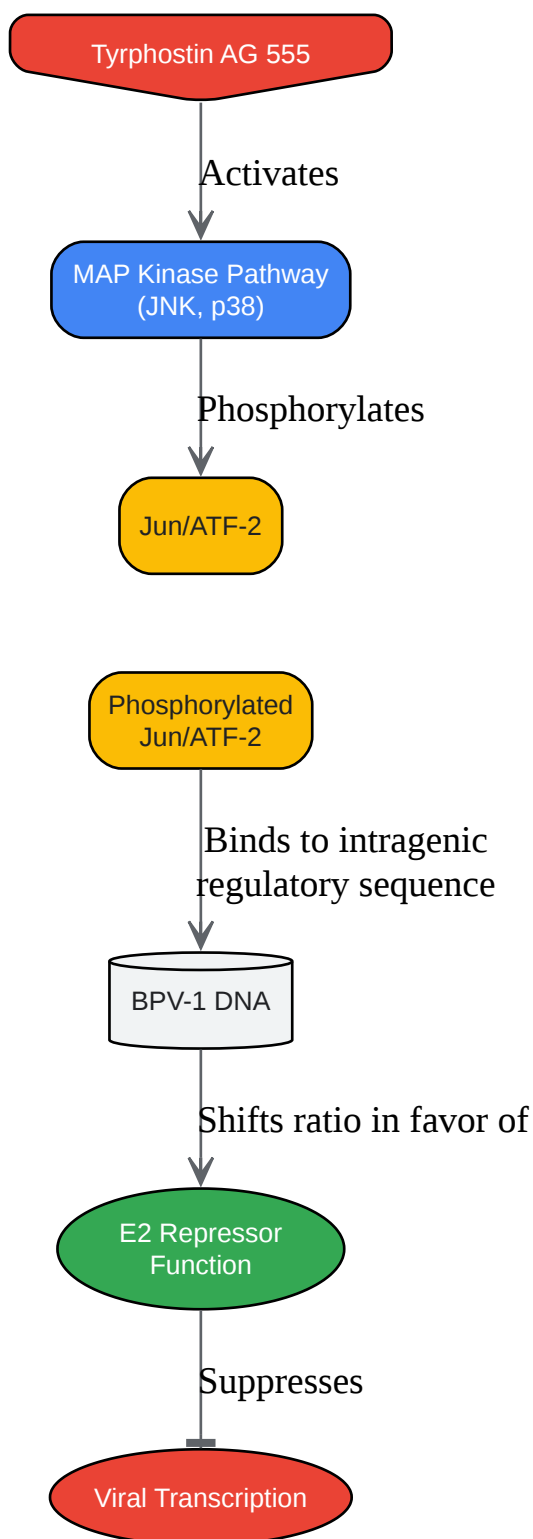 Tyrphostin AG 555
Activates
MAP Kinase Pathway
(JNK, p38)
Phosphorylates
Jun/ATF-2
Phosphorylated
Jun/ATF-2
Binds to intragenic
regulatory sequence
BPV-1 DNA
Shifts ratio in favor of
E2 Repressor
Function
Suppresses
Viral Transcription